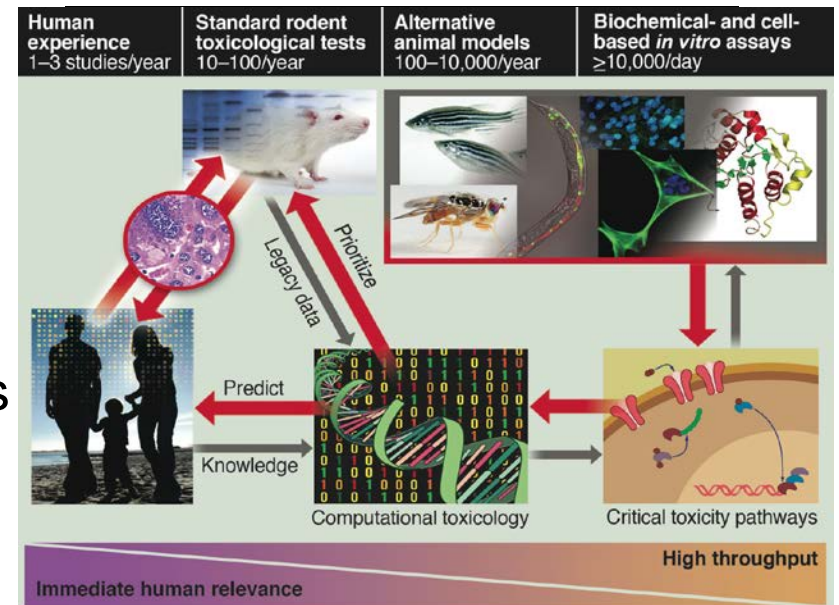 Human
experience
1–3 studies/year
Standard rodent
toxicological tests
10–100/year
Alternative
animal models
100–10,000/year
Biochemical- and cell-
based in vitro assays
≥10,000/day
Legacy data
Prioritize
s
Predict
Knowledge
Computational toxicology
Critical toxicity pathways
High throughput
Immediate human relevance